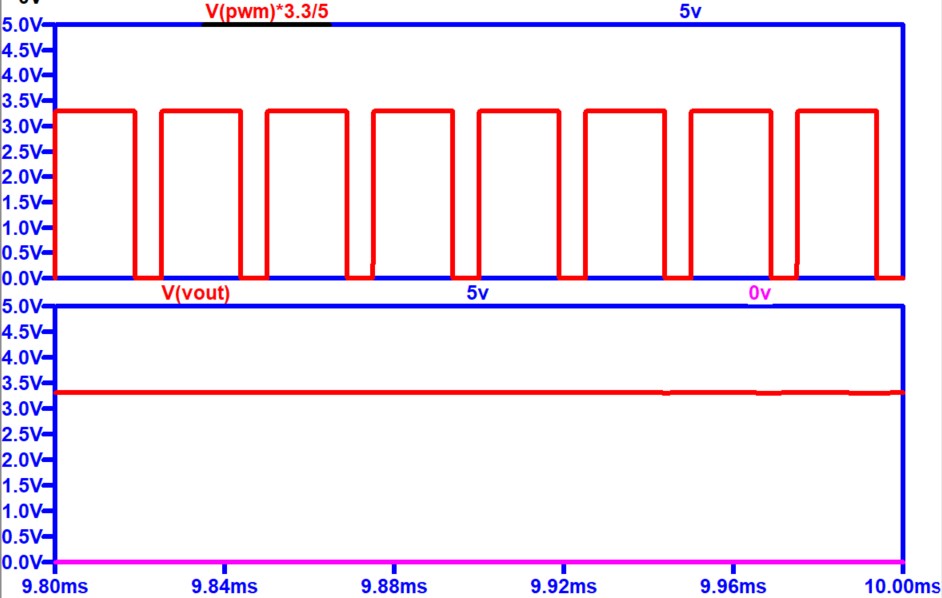 V(pwm)*3.3/5 5v
5.0V
4.5V
4.0V
3.5V
3.0V
2.5V
2.0V
1.5V
1.0V
0.5V
0.0V
V(vout) 5v 0v
5.0V
4.5V
4.0V
3.5V
3.0V
2.5V
2.0V
1.5V
1.0V
0.5V
0.0V
9.80ms 9.84ms 9.88ms 9.92ms 9.96ms 10.00ms